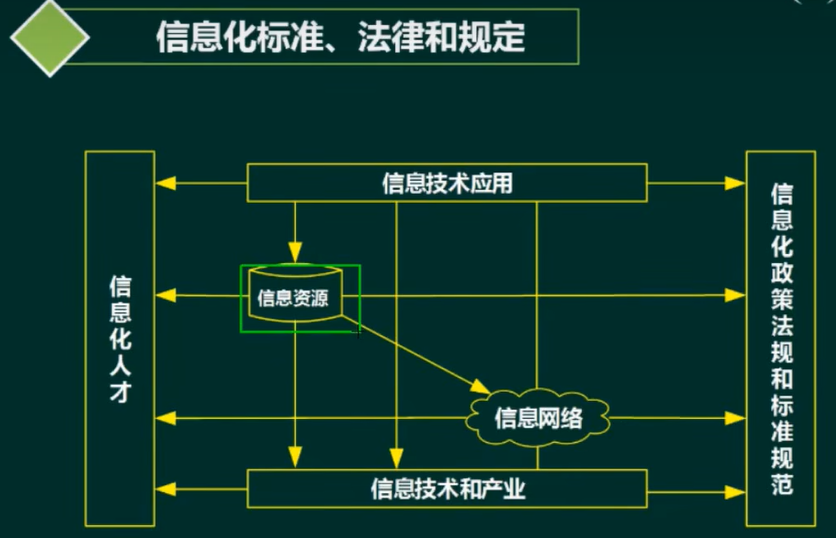 信息化标准、法律和规定
信息技术应用
信息化人才
信息资源
信息化政策法规和标准规范
信息网络
信息技术和产业